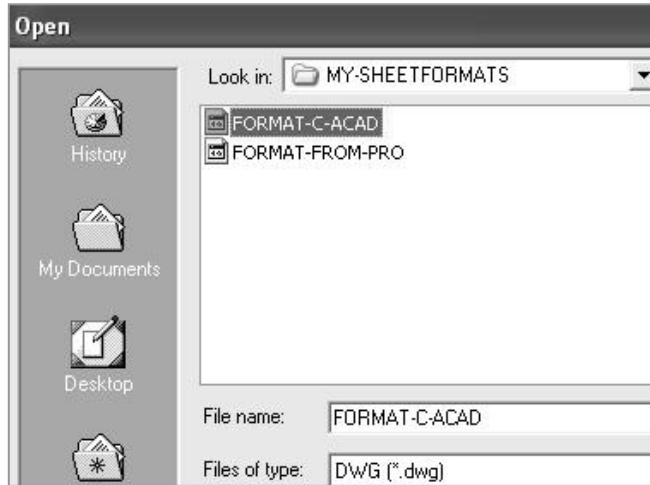 Open
Look in: MY-SHEETFORMATS
FORMAT-C-ACAD
FORMAT-FROM-PRO
History
My Documents
Desktop
File name: FORMAT-C-ACAD
Files of type: DWG (*.dwg)